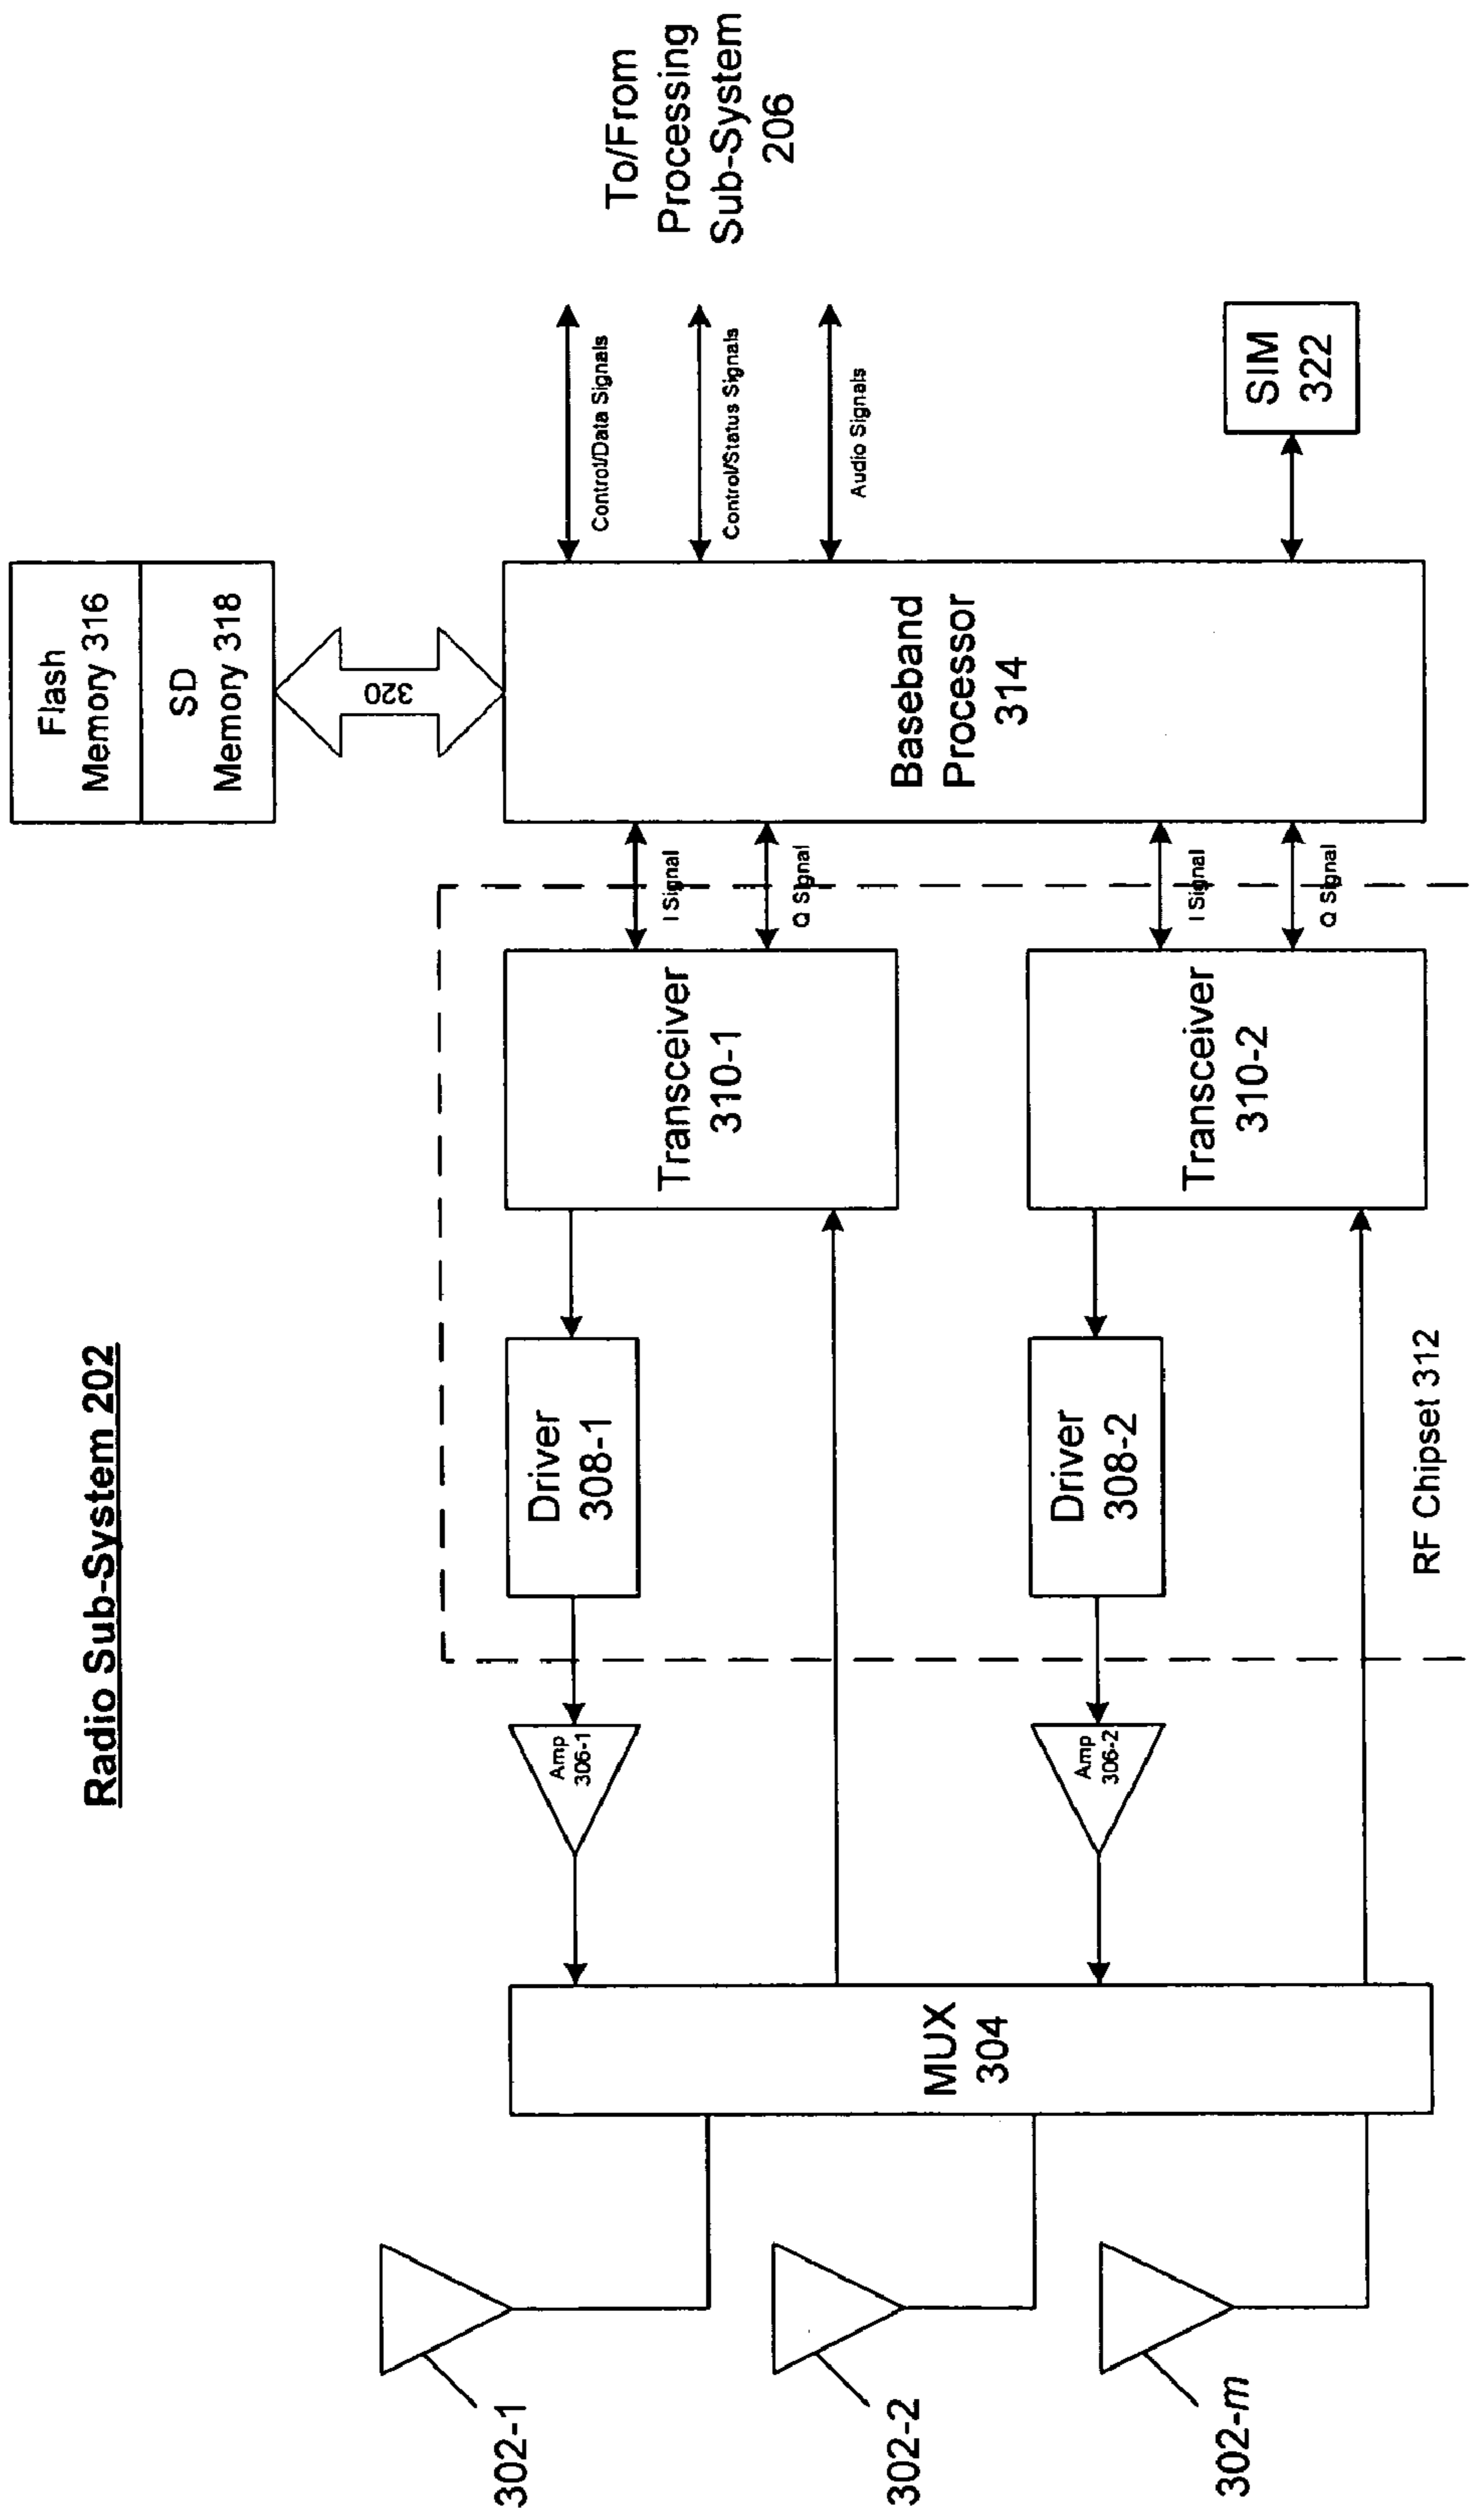 Radio Sub-System 202
Flash
Memory 316
SD
Memory 318
320
To/From
Processing
Sub-System
206
Control/Data Signals
Control/Status Signals
Audio Signals
SIM
322
Baseband
Processor
314
I Signal
Q Signal
I Signal
Q Signal
Transceiver
310-1
Transceiver
310-2
Driver
308-1
Driver
308-2
RF Chipset 312
Amp
306-1
Amp
306-2
MUX
304
302-1
302-2
302-m